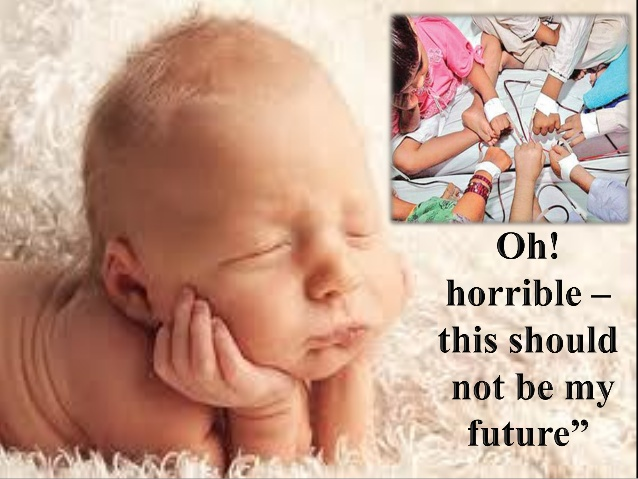 Oh!
horrible –
this should
not be my
future”